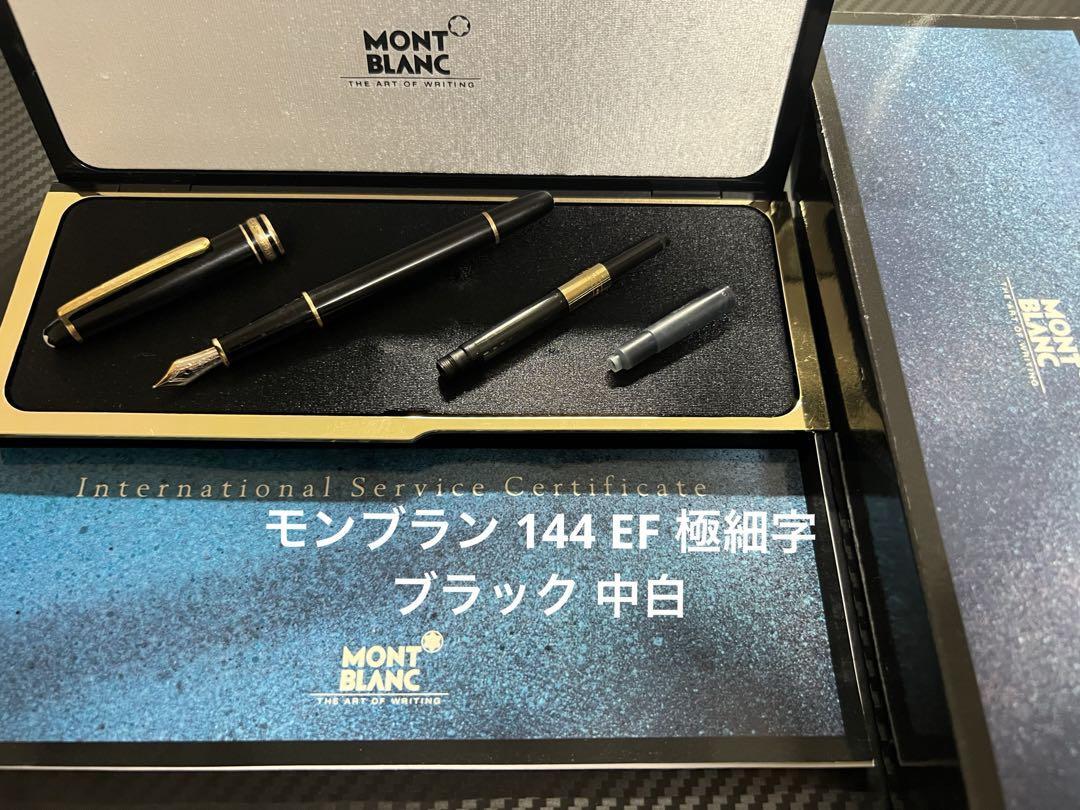 MONT
BLANC
THE ART OF WRITING
MONT
BLANC
THE ART OF WRITING
International Service Certificate
モンブラン 144 EF 極細字
ブラック 中白
MONT
BLANC
THE ART OF WRITING